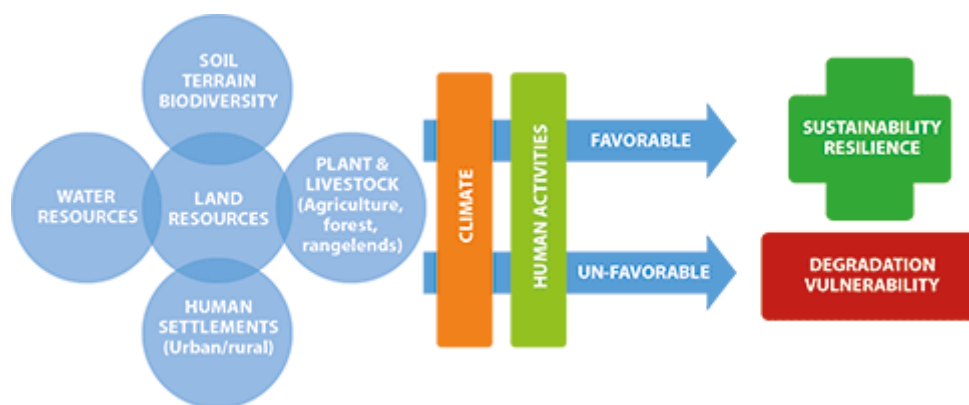 SOIL
TERRAIN
BIODIVERSITY
WATER
RESOURCES
LAND
RESOURCES
PLANT &
LIVESTOCK
(Agriculture,
forest,
rangelends)
HUMAN
SETTLEMENTS
(Urban/rural)
CLIMATE
HUMAN ACTIVITIES
FAVORABLE
UN-FAVORABLE
SUSTAINABILITY
RESILIENCE
DEGRADATION
VULNERABILITY